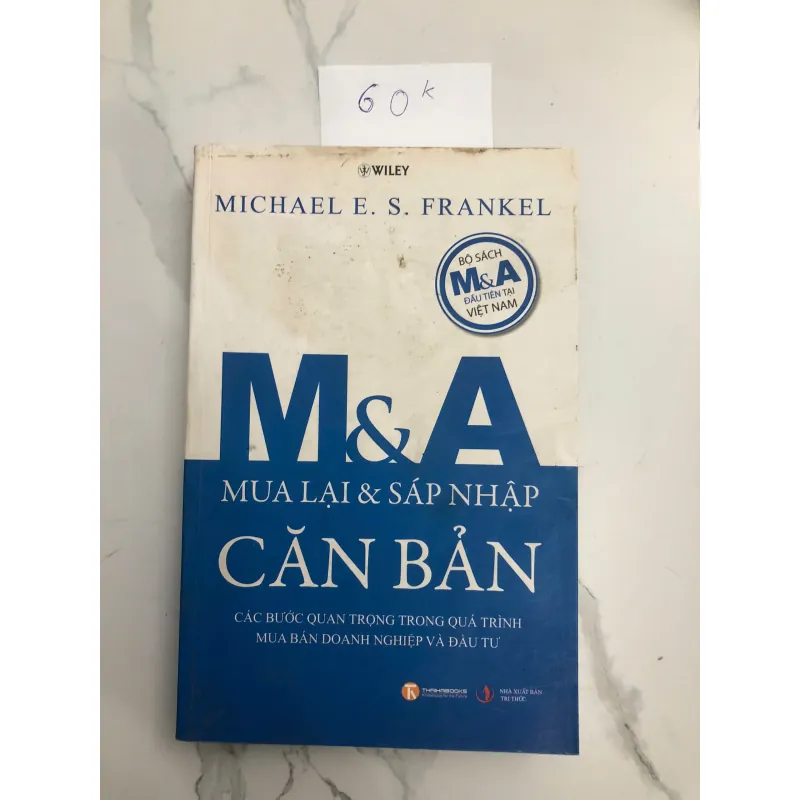 60k
WILEY
MICHAEL E. S. FRANKEL
BỘ SÁCH
M&A
ĐẦU TIÊN TẠI
VIỆT NAM
M&A
MUA LẠI & SÁP NHẬP
CĂN BẢN
CÁC BƯỚC QUAN TRỌNG TRONG QUÁ TRÌNH
MUA BÁN DOANH NGHIỆP VÀ ĐẦU TƯ
THAIHABOOKS
NHÀ XUẤT BẢN
TRI THỨC